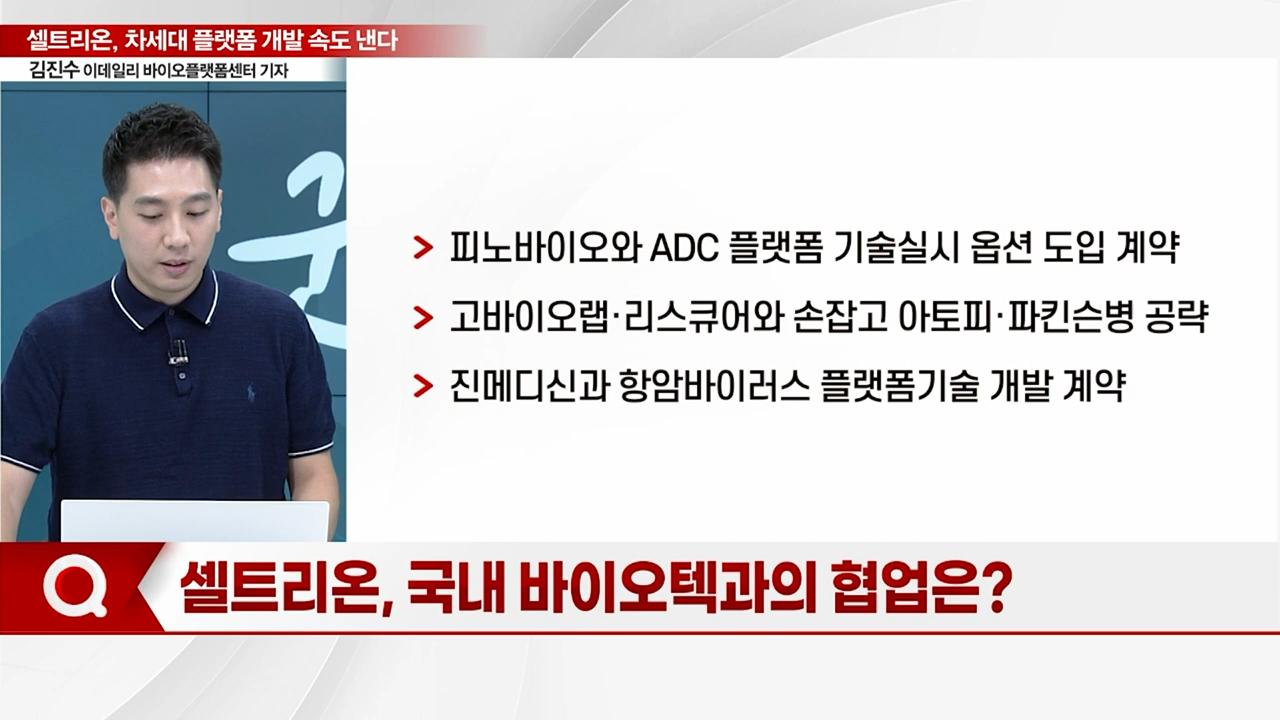 셀트리온, 차세대 플랫폼 개발 속도 낸다
김진수 이데일리 바이오플랫폼센터 기자
> 피노바이오와 ADC 플랫폼 기술실시 옵션 도입 계약
> 고바이오랩·리스큐어와 손잡고 아토피·파킨슨병 공략
> 진메디신과 항암바이러스 플랫폼기술 개발 계약
Q 셀트리온, 국내 바이오텍과의 협업은?